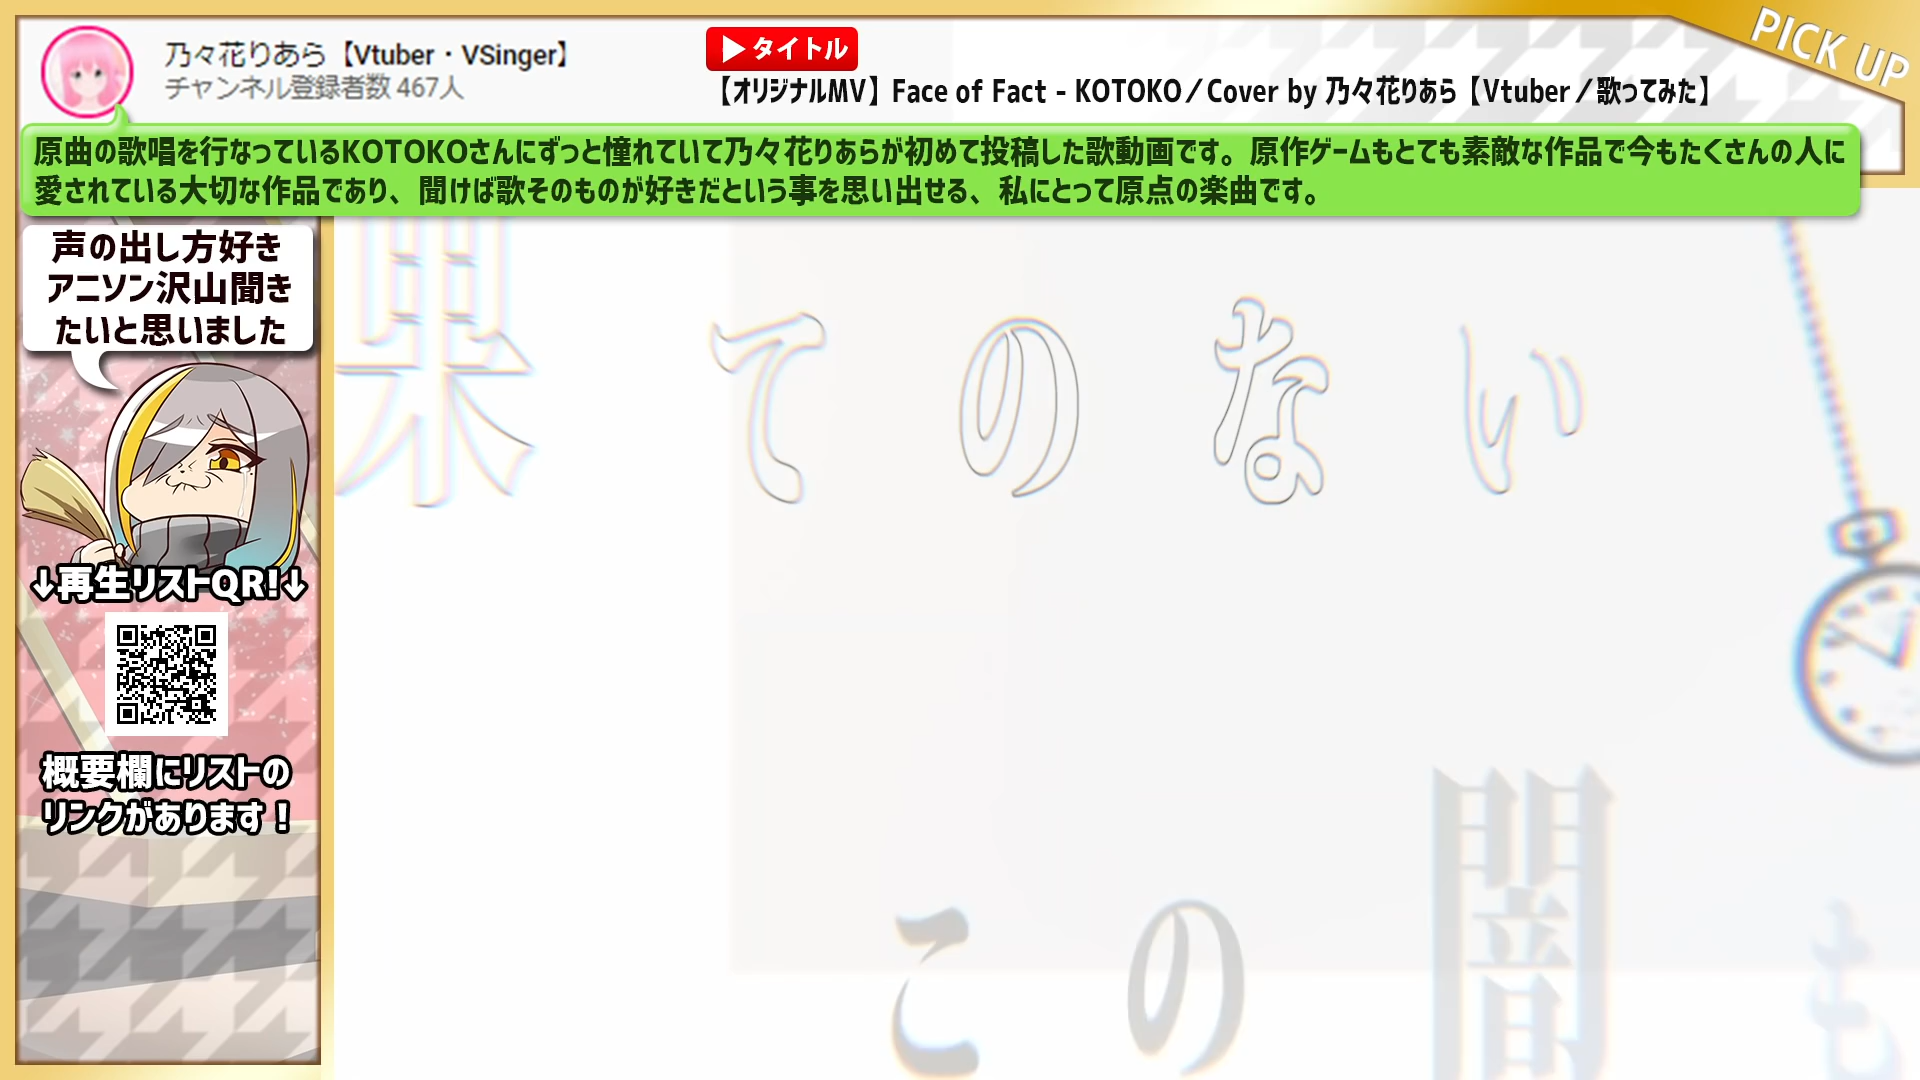 乃々花りあら【Vtuber・VSinger】
チャンネル登録者数 467人
タイトル
【オリジナルMV】Face of Fact - KOTOKO／Cover by 乃々花りあら【Vtuber／歌ってみた】
PICK UP
原曲の歌唱を行なっているKOTOKOさんにずっと憧れていて乃々花りあらが初めて投稿した歌動画です。原作ゲームもとても素敵な作品で今もたくさんの人に
愛されている大切な作品であり、聞けば歌そのものが好きだという事を思い出せる、私にとって原点の楽曲です。
声の出し方好き
アニソン沢山聞き
たいと思いました
↓再生リストQR!↓
概要欄にリストの
リンクがあります！
果てのない
この闇も